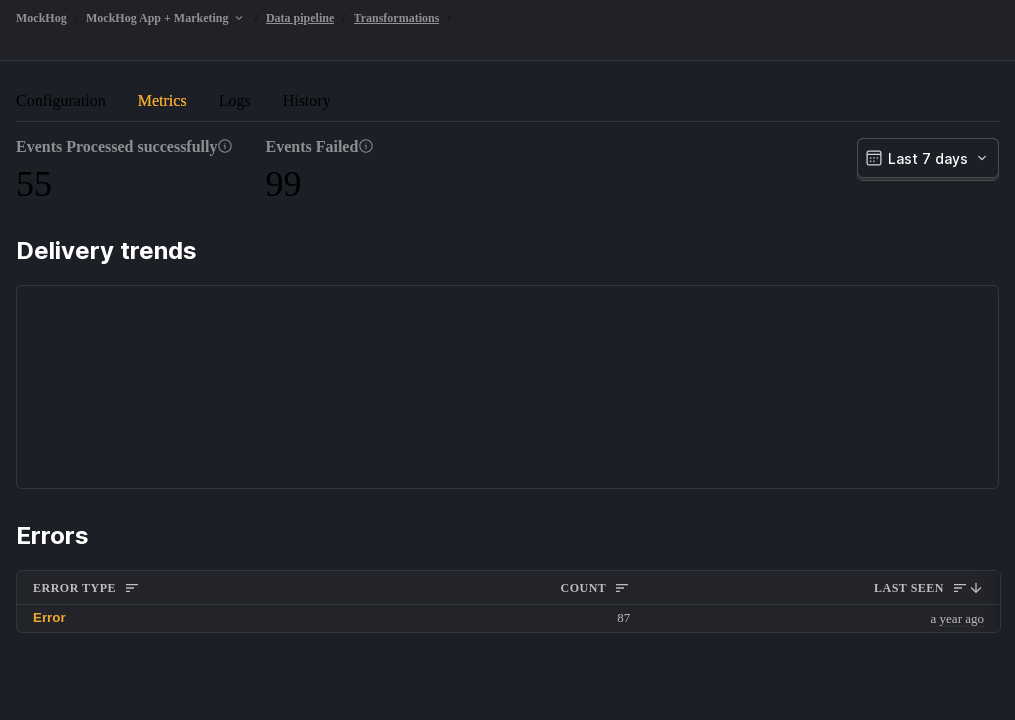 MockHog / MockHog App + Marketing / Data pipeline / Transformations /
Configuration Metrics Logs History
Events Processed successfully Events Failed
55 99
Last 7 days
Delivery trends
Errors
ERROR TYPE COUNT LAST SEEN
Error 87 a year ago